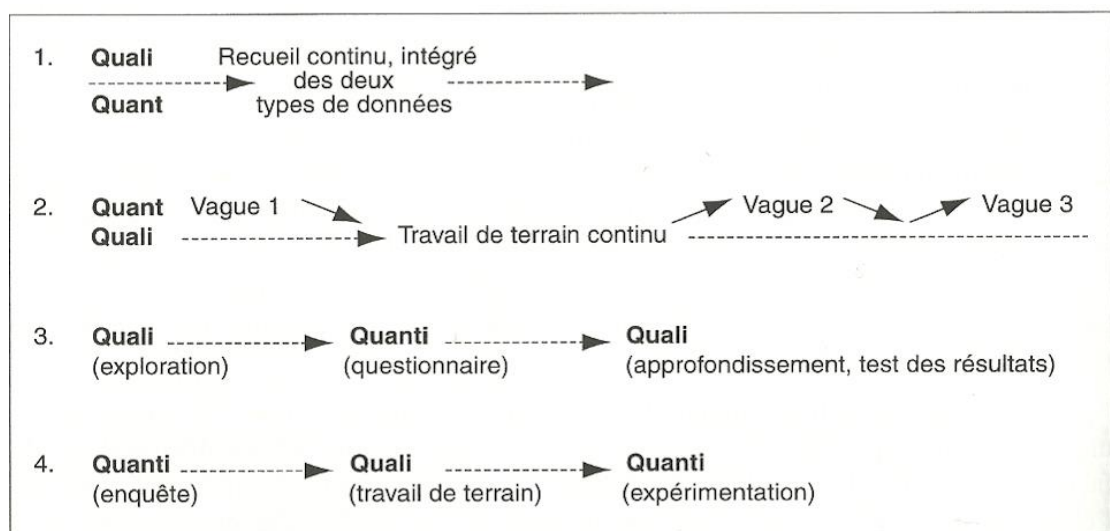 1. Quali Recueil continu, intégré
des deux
Quant types de données
2. Quant Vague 1 Vague 2 Vague 3
Quali Travail de terrain continu
3. Quali Quanti Quali
(exploration) (questionnaire) (approfondissement, test des résultats)
4. Quanti Quali Quanti
(enquête) (travail de terrain) (expérimentation)